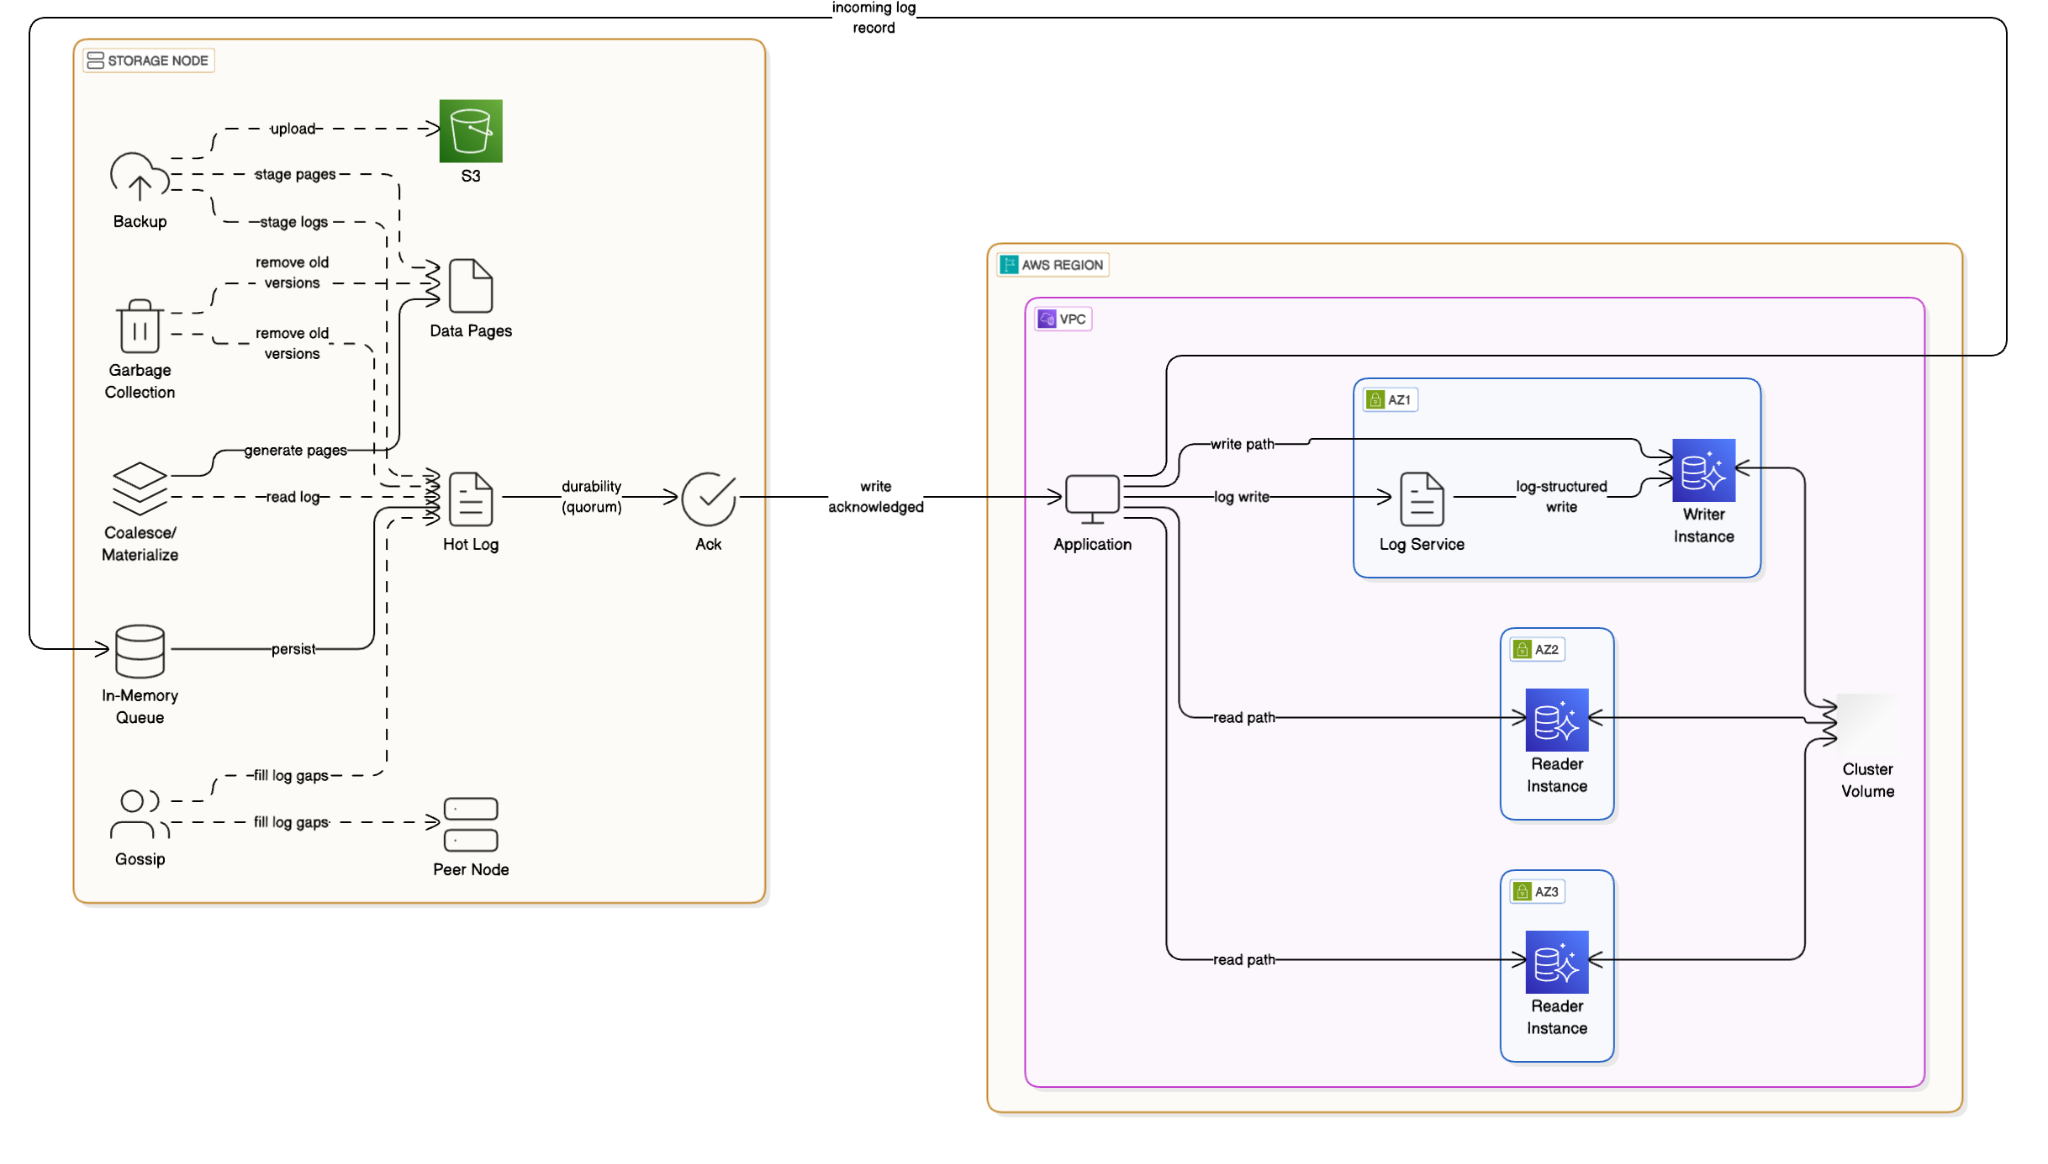 incoming log
record
STORAGE NODE
upload
S3
stage pages
Backup
stage logs
remove old
versions
Data Pages
remove old
versions
Garbage
Collection
generate pages
read log
Coalesce/
Materialize
Hot Log
durability
(quorum)
Ack
write
acknowledged
persist
In-Memory
Queue
fill log gaps
fill log gaps
Gossip
Peer Node
AWS REGION
VPC
AZ1
write path
log write
Application
Log Service
log-structured
write
Writer
Instance
AZ2
read path
Reader
Instance
Cluster
Volume
AZ3
read path
Reader
Instance